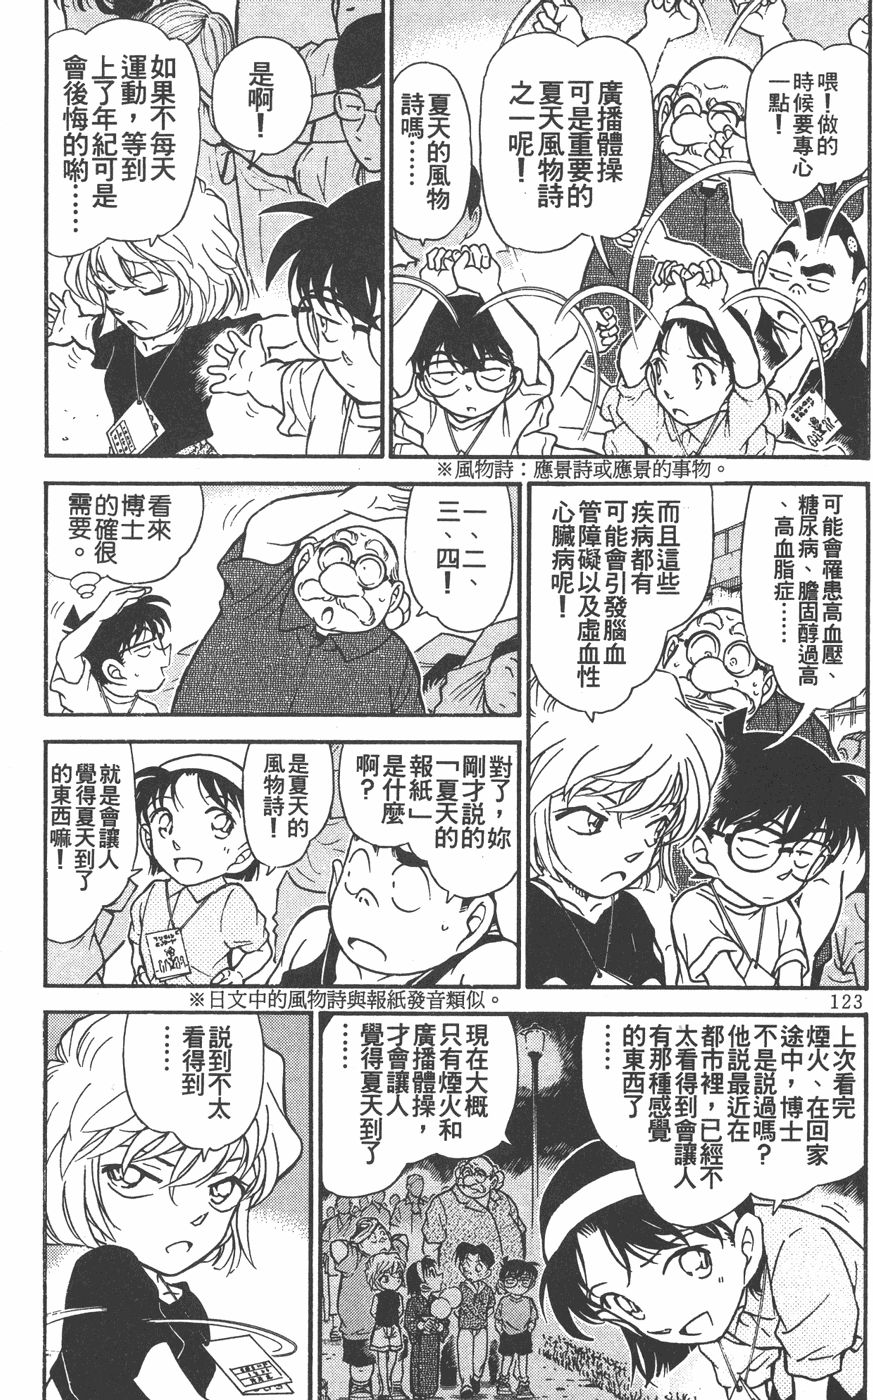 喂！做的
時候要專心
一點！
廣播體操
可是重要的
夏天風物詩
之一呢！
夏天的風物
詩嗎……
是啊！
如果不每天
運動，等到
上了年紀可是
會後悔的喲……
※風物詩：應景詩或應景的事物。
可能會罹患高血壓、
糖尿病、膽固醇過高
、高血脂症……
而且這些
疾病都有
可能會引發腦血
管障礙以及虛血性
心臟病呢！
一、二、
三、四！
看來
博士
的確很
需要。
對了，妳
剛才說的
「夏天的
報紙」
是什麼
啊？
是夏天的
風物詩！
就是會讓人
覺得夏天到了
的東西嘛！
※日文中的風物詩與報紙發音類似。
123
上次看完
煙火、在回家
途中，博士
不是說過嗎？
他說最近在
都市裡，已經不
太看得到會讓人
有那種感覺
的東西了
……
現在大概
只有煙火和
廣播體操，
才會讓人
覺得夏天到了
……
說到不太
看得到
……